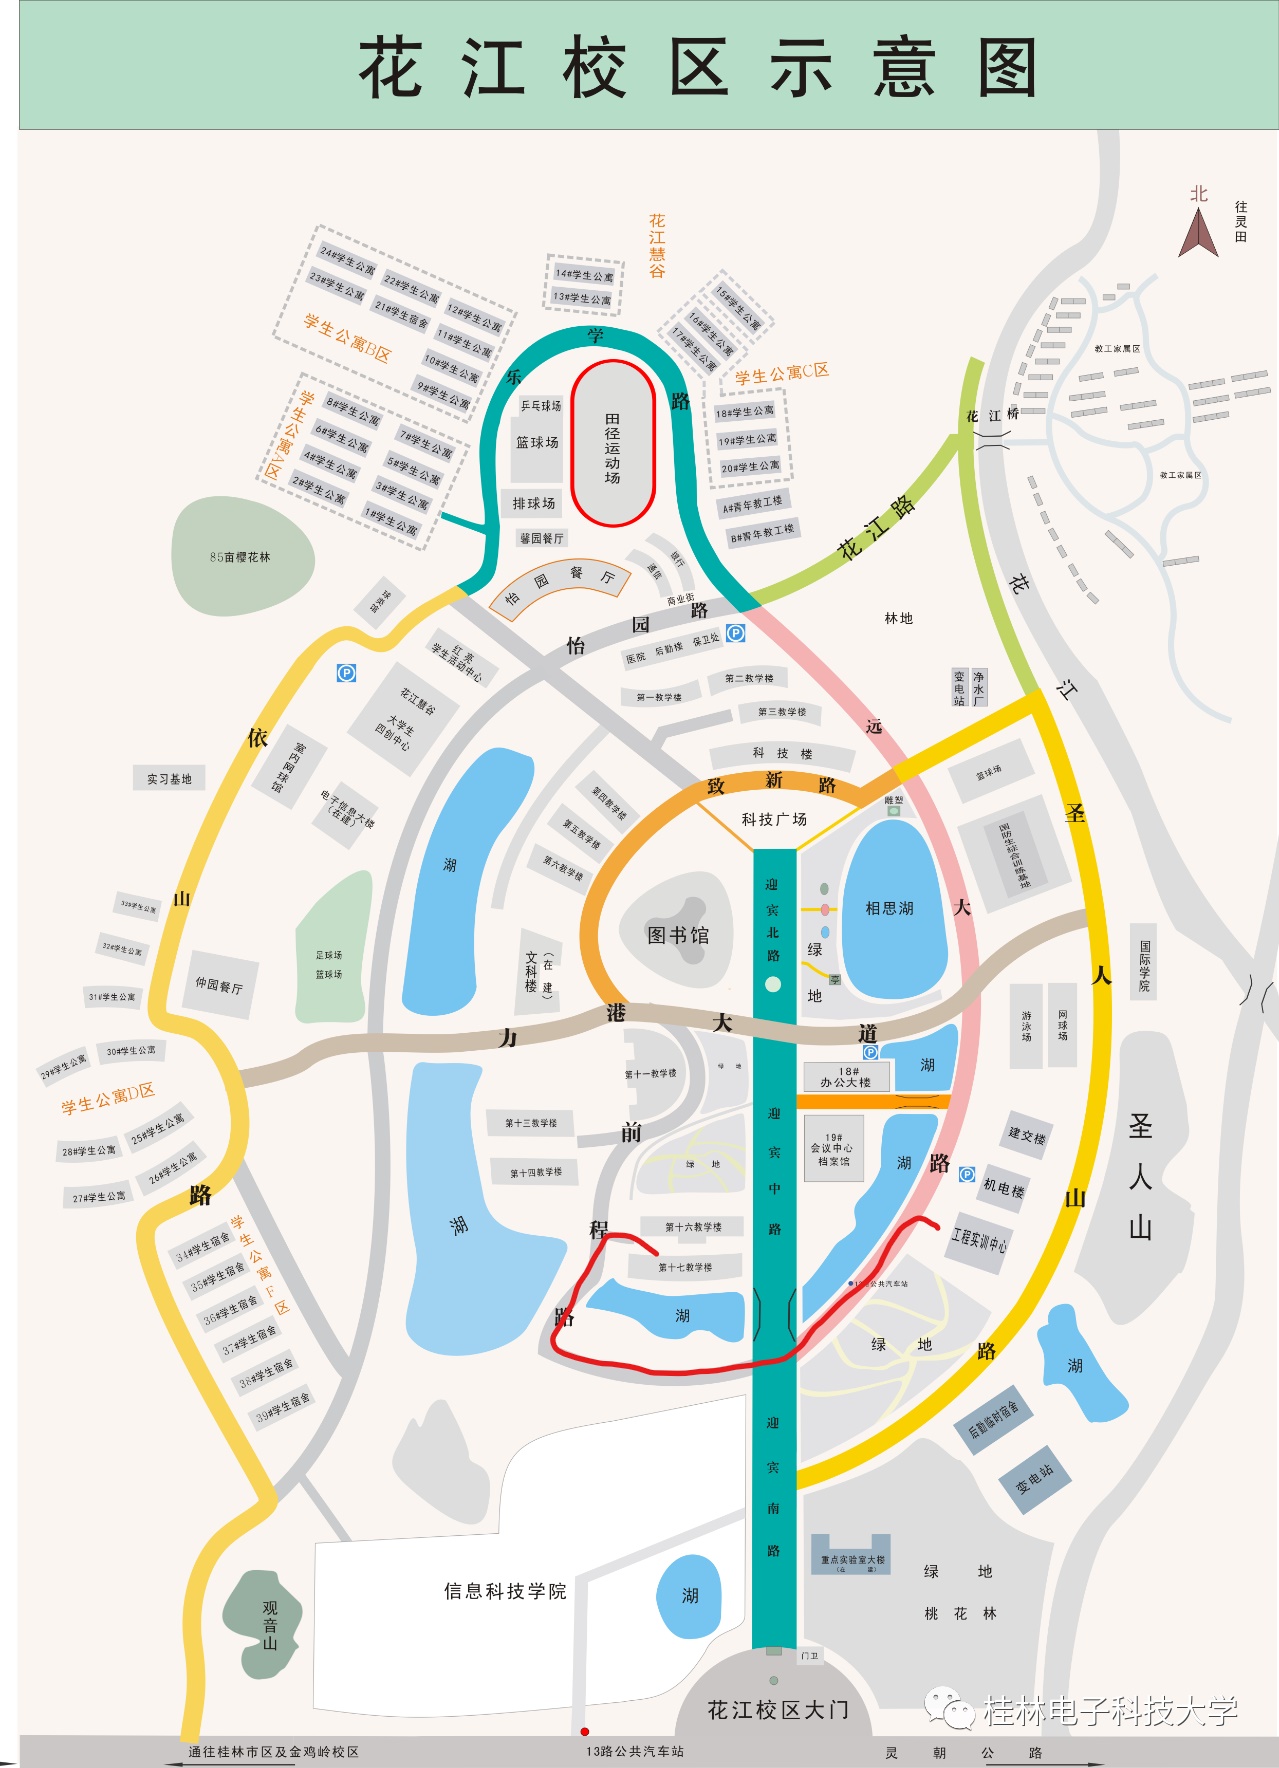 花江校区示意图
北
往灵田
花江慧谷
24#学生公寓
23#学生公寓
22#学生公寓
21#学生宿舍
12#学生公寓
11#学生公寓
10#学生公寓
9#学生公寓
学生公寓B区
14#学生公寓
13#学生公寓
15#学生公寓
16#学生公寓
17#学生公寓
学生公寓C区
18#学生公寓
19#学生公寓
20#学生公寓
A#青年教工楼
B#青年教工楼
学生公寓A区
8#学生公寓
6#学生公寓
4#学生公寓
2#学生公寓
7#学生公寓
5#学生公寓
3#学生公寓
1#学生公寓
乐学路
乒乓球场
篮球场
田径运动场
排球场
馨园餐厅
怡园餐厅
通信
银行
商业街
教工家属区
教工家属区
花江桥
花江路
花江
85亩樱花林
球类馆
怡园路
医院 后勤楼 保卫处
P
林地
红亮
学生活动中心
花江慧谷
大学生
四创中心
P
第一教学楼
第二教学楼
第三教学楼
科技楼
变电站
净水厂
依山路
室内网球馆
实习基地
电子信息大楼
(在建)
湖
第四教学楼
第五教学楼
第六教学楼
致新路
科技广场
雕塑
远大路
篮球场
圣人山路
图书馆
迎宾北路
相思湖
绿地
亭
33#学生公寓
32#学生公寓
31#学生公寓
仲园餐厅
足球场
篮球场
文科楼
(在建)
力港大道
国际学院
游泳场
网球场
29#学生公寓
30#学生公寓
学生公寓D区
28#学生公寓
25#学生公寓
26#学生公寓
27#学生公寓
第十一教学楼
绿地
P
湖
18#
办公大楼
第十三教学楼
第十四教学楼
前程路
绿地
迎宾中路
19#
会议中心
档案馆
湖
P
建交楼
机电楼
工程实训中心
圣人山
湖
第十六教学楼
第十七教学楼
湖
公共汽车站
绿地
湖
34#学生宿舍
35#学生宿舍
36#学生宿舍
37#学生宿舍
38#学生宿舍
39#学生宿舍
学生公寓F区
后勤临时宿舍
变电站
迎宾南路
重点实验室大楼
(在建)
绿地
桃花林
信息科技学院
湖
观音山
门卫
花江校区大门
桂林电子科技大学
通往桂林市区及金鸡岭校区
13路公共汽车站
灵朝公路